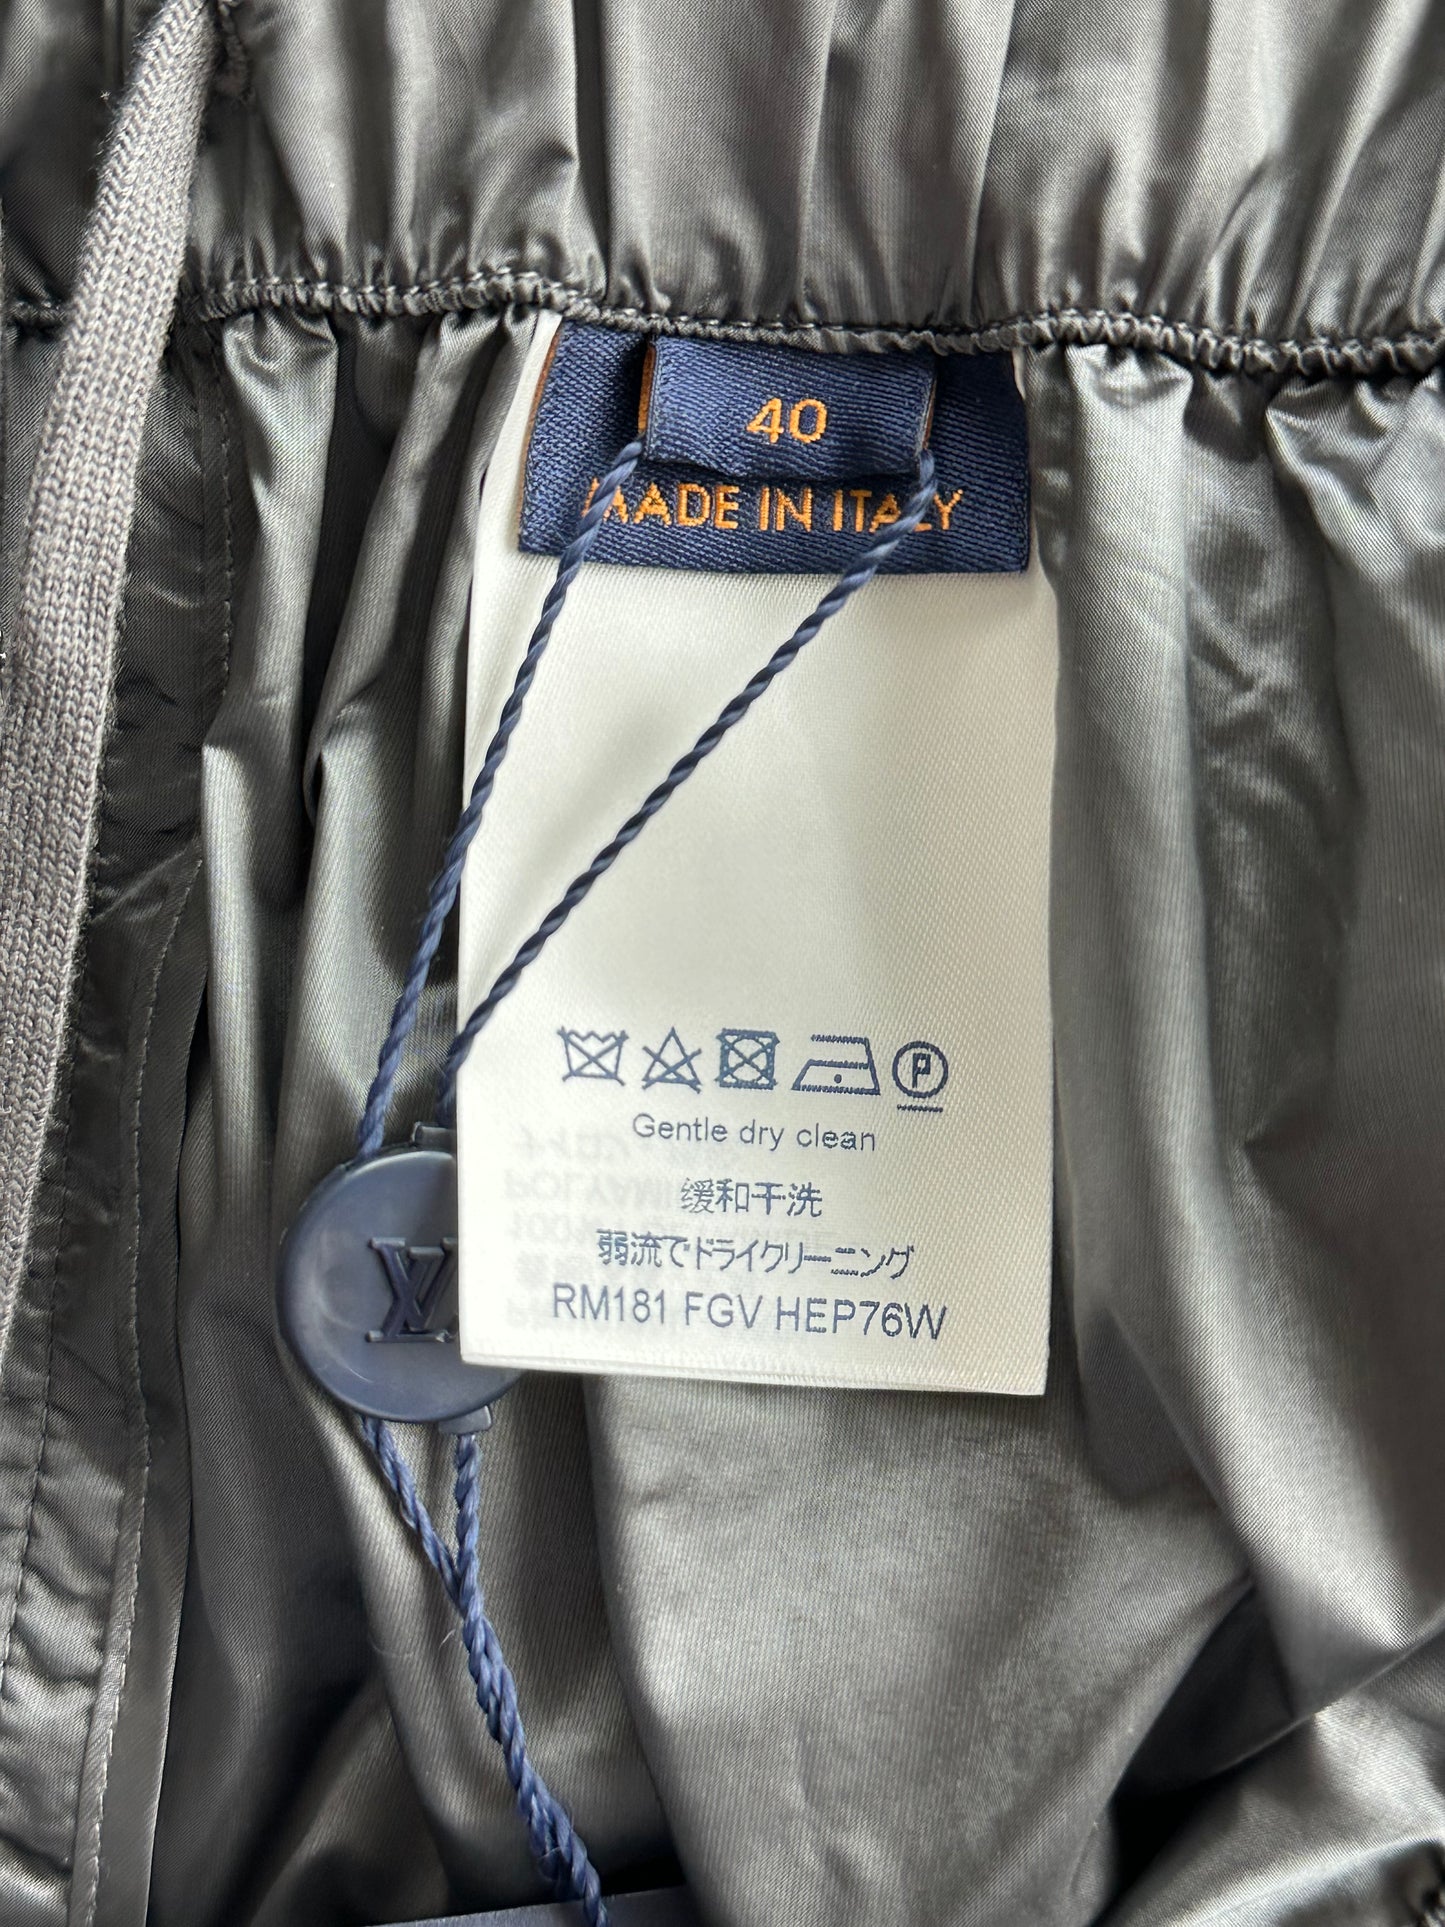 40
MADE IN ITALY
P
Gentle dry clean
缓和干洗
弱流でドライクリーニング
RM181 FGV HEP76W
LV